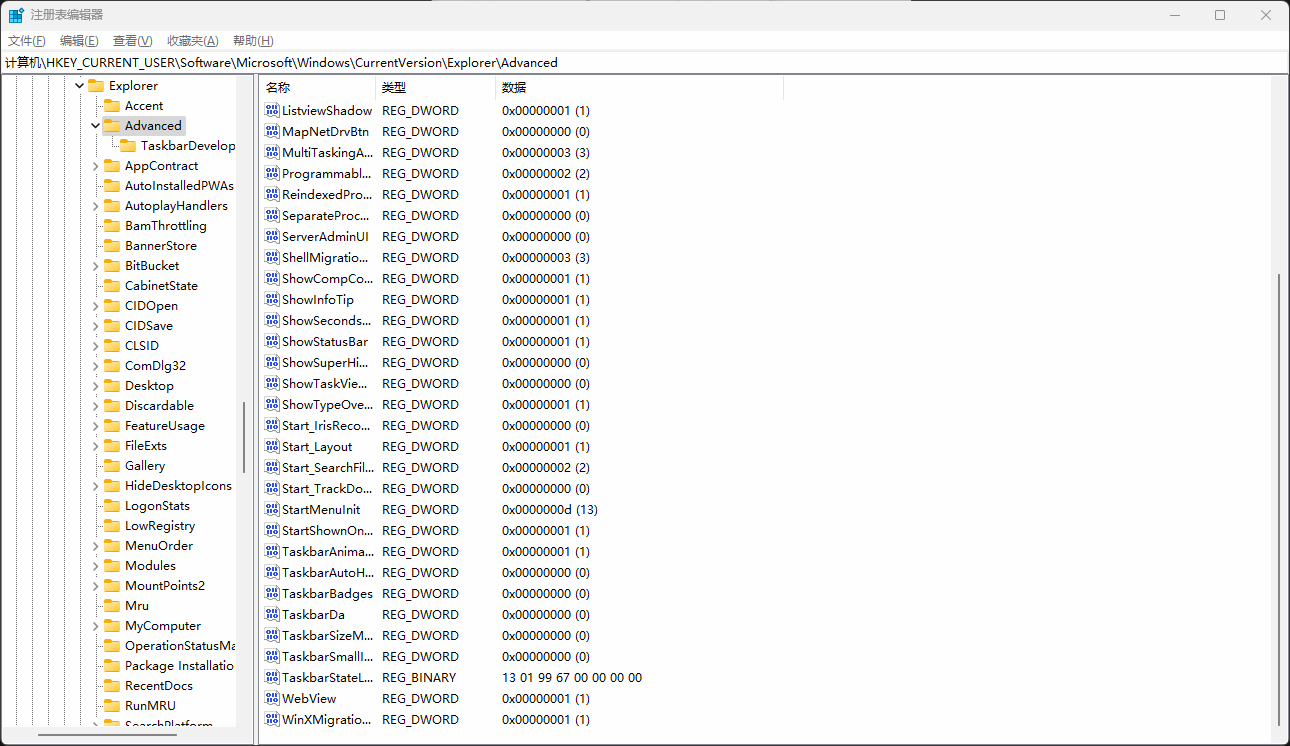 注册表编辑器
文件(F) 编辑(E) 查看(V) 收藏夹(A) 帮助(H)
计算机\HKEY_CURRENT_USER\Software\Microsoft\Windows\CurrentVersion\Explorer\Advanced
Explorer
Accent
Advanced
TaskbarDevelop
AppContract
AutoInstalledPWAs
AutoplayHandlers
BamThrottling
BannerStore
BitBucket
CabinetState
CIDOpen
CIDSave
CLSID
ComDlg32
Desktop
Discardable
FeatureUsage
FileExts
Gallery
HideDesktopIcons
LogonStats
LowRegistry
MenuOrder
Modules
MountPoints2
Mru
MyComputer
OperationStatusMa
Package Installatio
RecentDocs
RunMRU
SearchPlatform
名称 类型 数据
ListviewShadow REG_DWORD 0x00000001 (1)
MapNetDrvBtn REG_DWORD 0x00000000 (0)
MultiTaskingA... REG_DWORD 0x00000003 (3)
Programmabl... REG_DWORD 0x00000002 (2)
ReindexedPro... REG_DWORD 0x00000001 (1)
SeparateProc... REG_DWORD 0x00000000 (0)
ServerAdminUI REG_DWORD 0x00000000 (0)
ShellMigratio... REG_DWORD 0x00000003 (3)
ShowCompCo... REG_DWORD 0x00000001 (1)
ShowInfoTip REG_DWORD 0x00000001 (1)
ShowSeconds... REG_DWORD 0x00000001 (1)
ShowStatusBar REG_DWORD 0x00000001 (1)
ShowSuperHi... REG_DWORD 0x00000000 (0)
ShowTaskVie... REG_DWORD 0x00000000 (0)
ShowTypeOve... REG_DWORD 0x00000001 (1)
Start_IrisReco... REG_DWORD 0x00000000 (0)
Start_Layout REG_DWORD 0x00000001 (1)
Start_SearchFil... REG_DWORD 0x00000002 (2)
Start_TrackDo... REG_DWORD 0x00000000 (0)
StartMenuInit REG_DWORD 0x0000000d (13)
StartShownOn... REG_DWORD 0x00000001 (1)
TaskbarAnima... REG_DWORD 0x00000001 (1)
TaskbarAutoH... REG_DWORD 0x00000000 (0)
TaskbarBadges REG_DWORD 0x00000000 (0)
TaskbarDa REG_DWORD 0x00000000 (0)
TaskbarSizeM... REG_DWORD 0x00000000 (0)
TaskbarSmallI... REG_DWORD 0x00000000 (0)
TaskbarStateL... REG_BINARY 13 01 99 67 00 00 00 00
WebView REG_DWORD 0x00000001 (1)
WinXMigratio... REG_DWORD 0x00000001 (1)